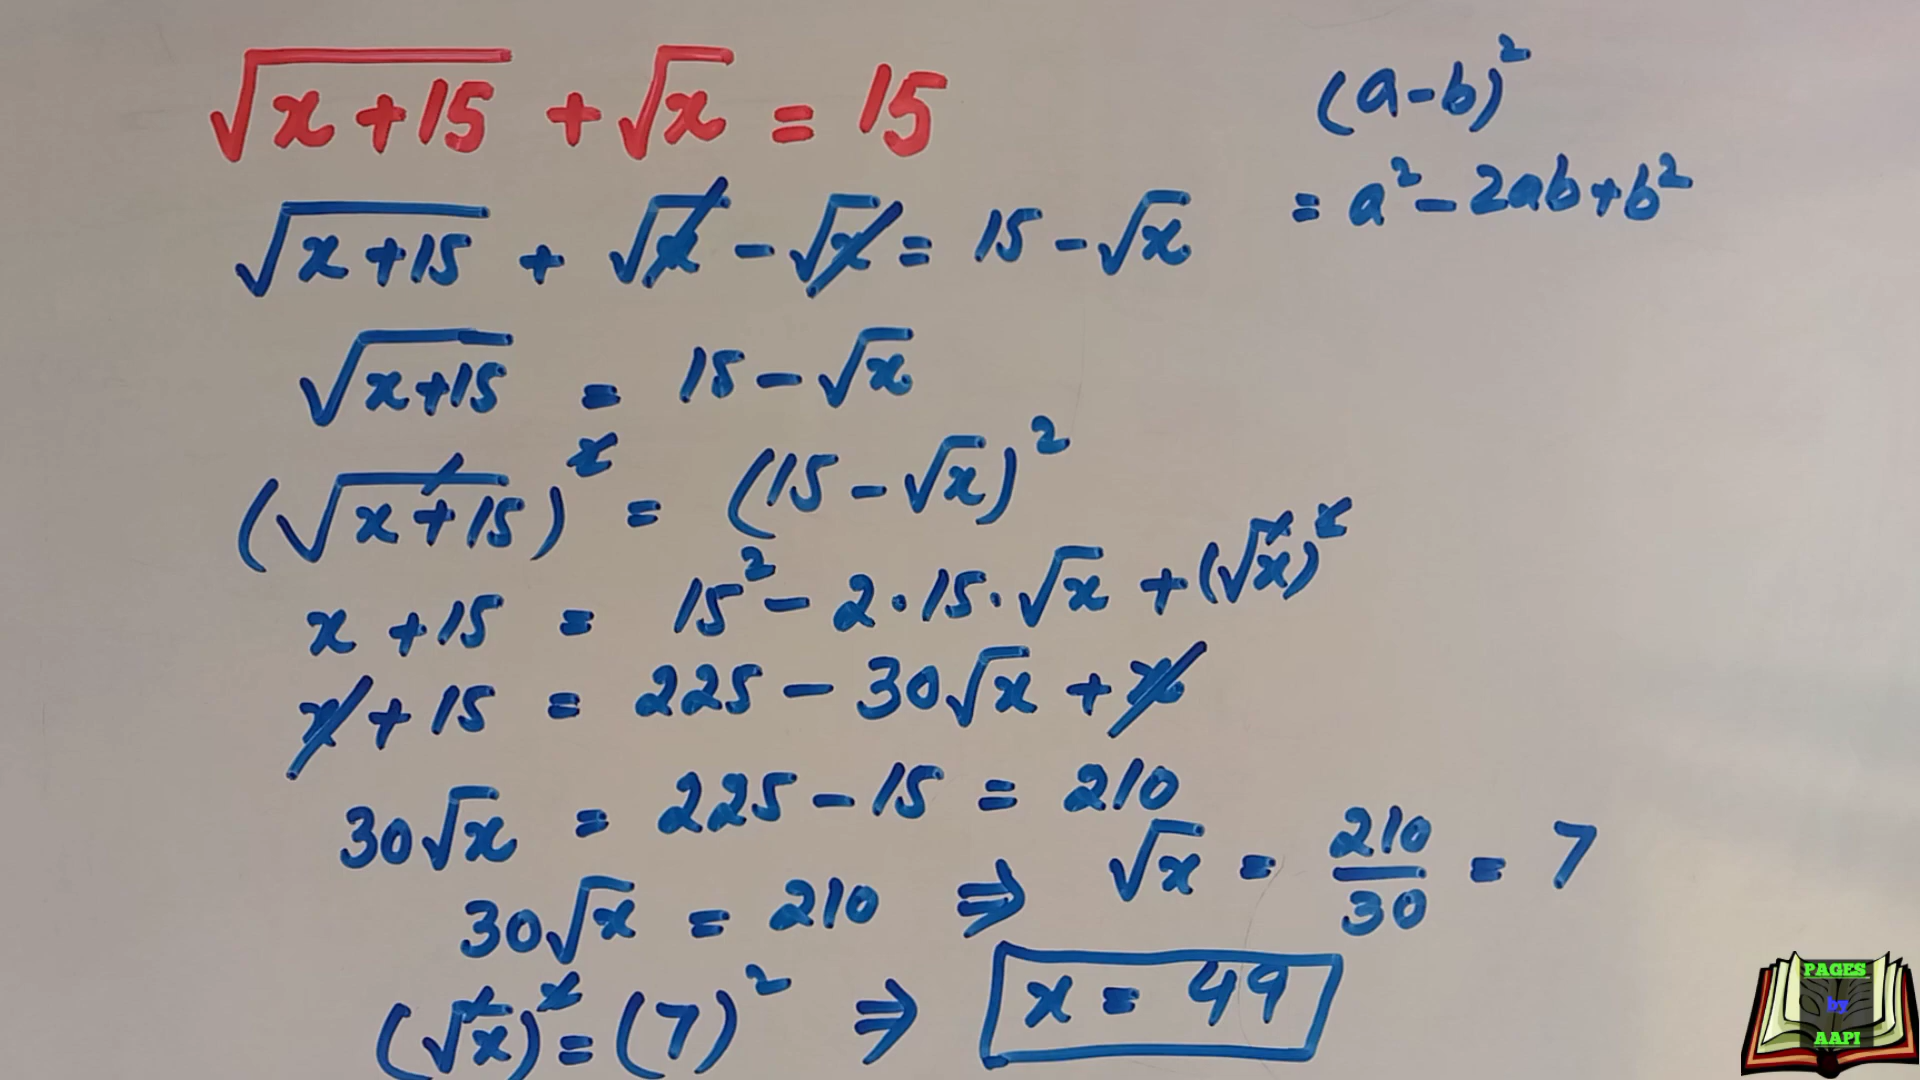 √(x+15) + √x = 15
(a-b)²
= a² - 2ab + b²
√(x+15) + √x - √x = 15 - √x
√(x+15) = 15 - √x
(√(x+15))² = (15 - √x)²
x + 15 = 15² - 2·15·√x + (√x)²
x + 15 = 225 - 30√x + x
30√x = 225 - 15 = 210
30√x = 210 ⇒ √x = 210/30 = 7
(√x)² = (7)² ⇒ x = 49
PAGES
by
AAPI